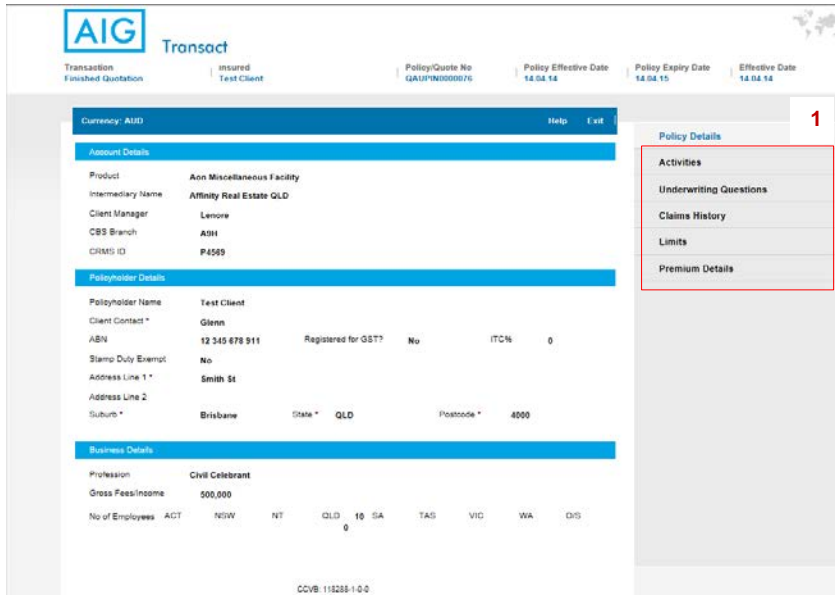 AIG
Transact
Transaction Insured Policy/Quote No Policy Effective Date Policy Expiry Date Effective Date
Finished Quotation Test Client QAUPIN0000076 14.04.14 14.04.15 14.04.14
Currency: AUD Help Exit
1
Policy Details
Activities
Underwriting Questions
Claims History
Limits
Premium Details
Account Details
Product Aon Miscellaneous Facility
Intermediary Name Affinity Real Estate QLD
Client Manager Lenore
CBS Branch A9H
CRMS ID P4569
Policyholder Details
Policyholder Name Test Client
Client Contact * Glenn
ABN 12 345 678 911 Registered for GST? No ITC% 0
Stamp Duty Exempt No
Address Line 1 * Smith St
Address Line 2
Suburb * Brisbane State * QLD Postcode * 4000
Business Details
Profession Civil Celebrant
Gross Fees/Income 500,000
No of Employees ACT NSW NT QLD 10 SA TAS VIC WA O/S
0
CCVB: 118288-1-0-0